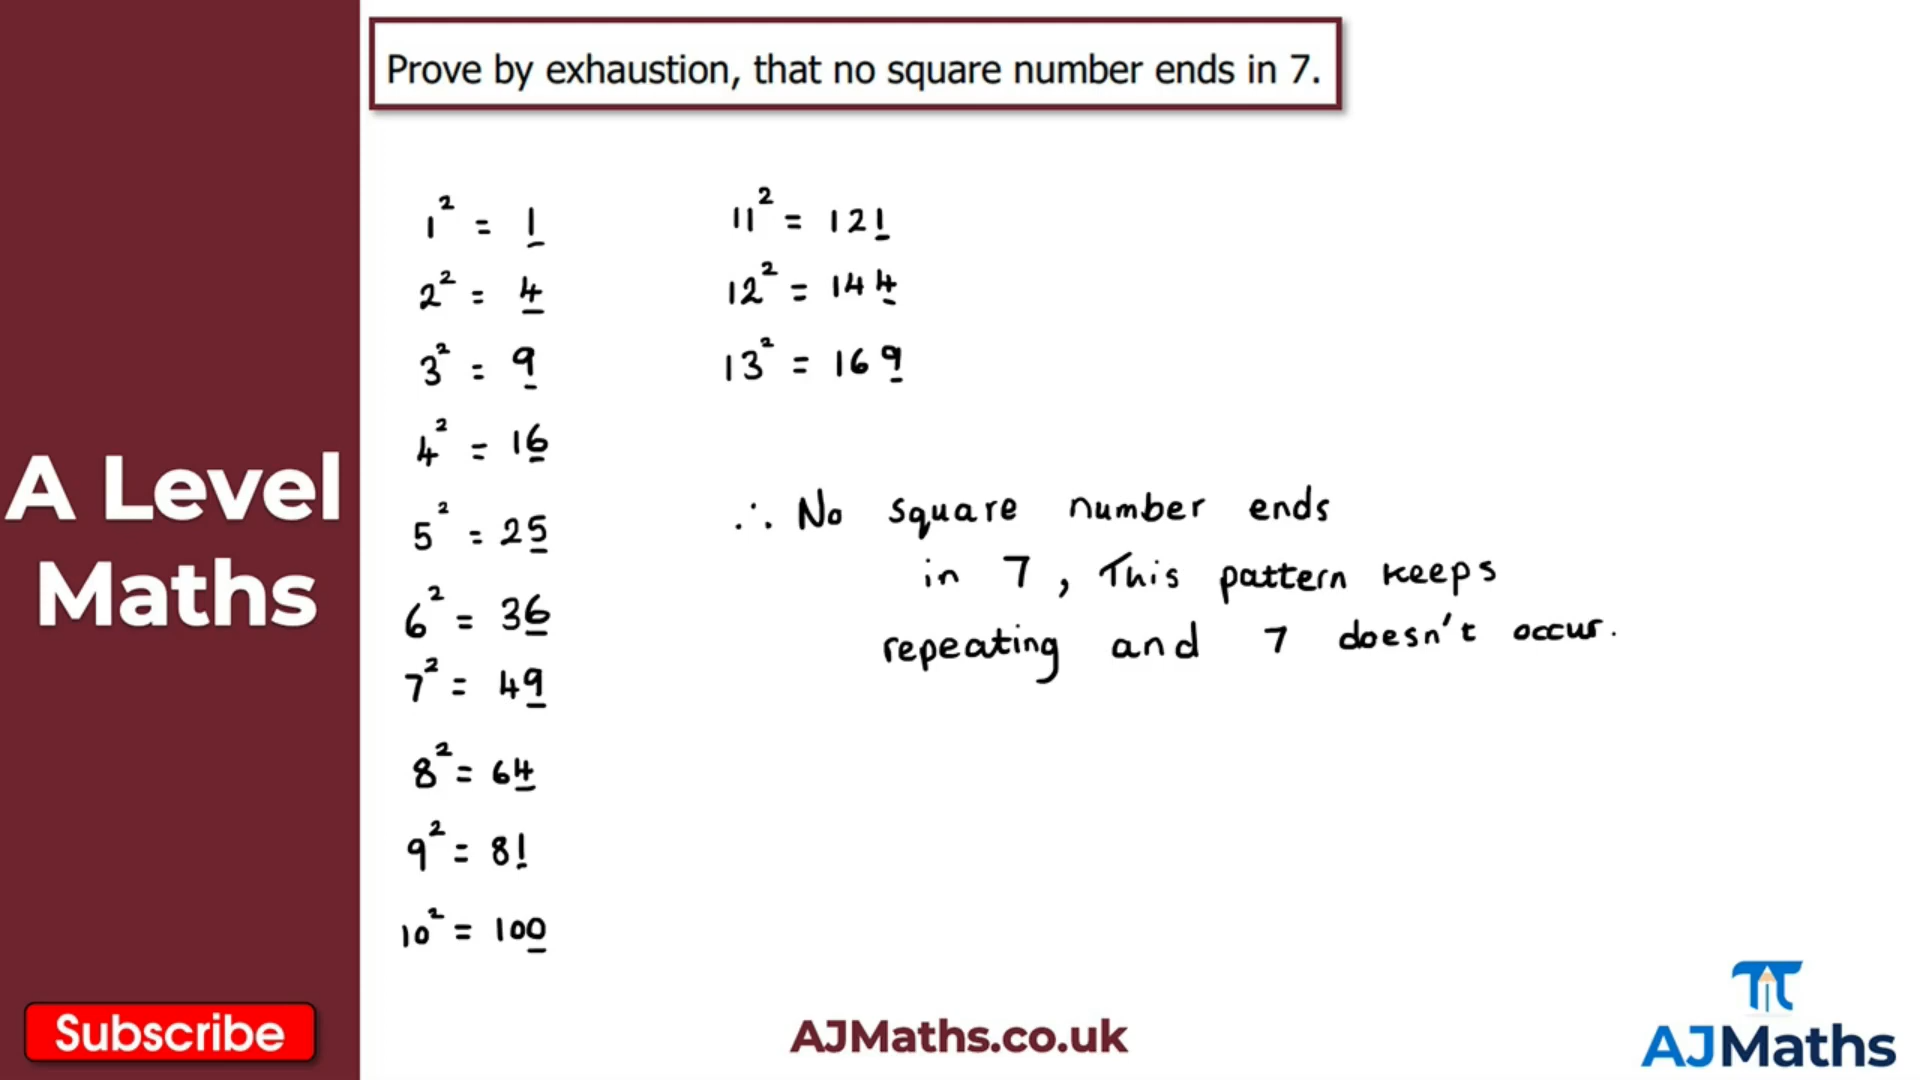 Prove by exhaustion, that no square number ends in 7.
A Level
Maths
1² = 1
2² = 4
3² = 9
4² = 16
5² = 25
6² = 36
7² = 49
8² = 64
9² = 81
10² = 100
11² = 121
12² = 144
13² = 169
∴ No square number ends
in 7, This pattern keeps
repeating and 7 doesn't occur.
Subscribe
AJMaths.co.uk
AJMaths